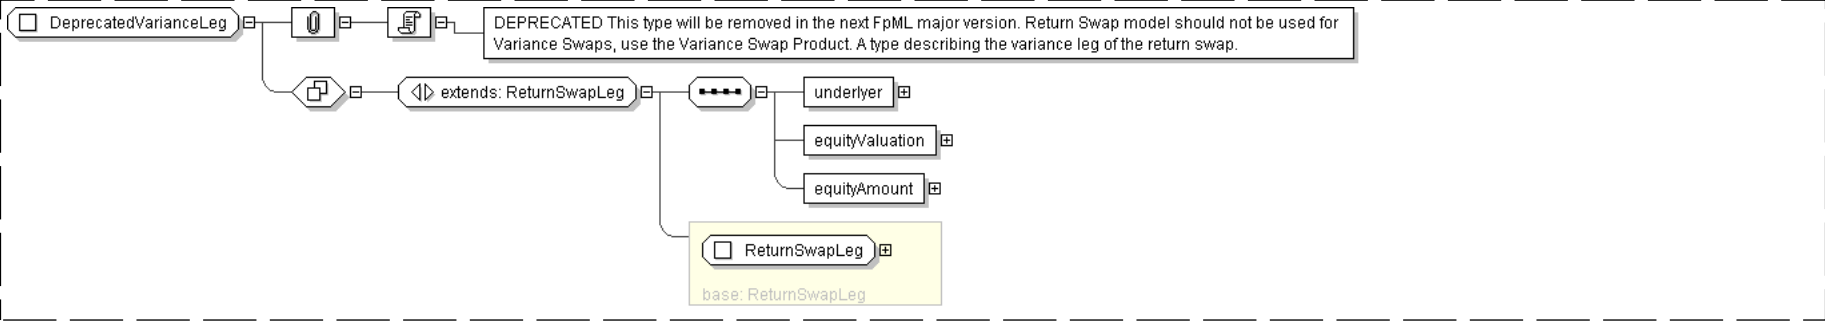 DeprecatedVarianceLeg
DEPRECATED This type will be removed in the next FpML major version. Return Swap model should not be used for
Variance Swaps, use the Variance Swap Product. A type describing the variance leg of the return swap.
extends: ReturnSwapLeg
underlyer
equityValuation
equityAmount
ReturnSwapLeg
base: ReturnSwapLeg